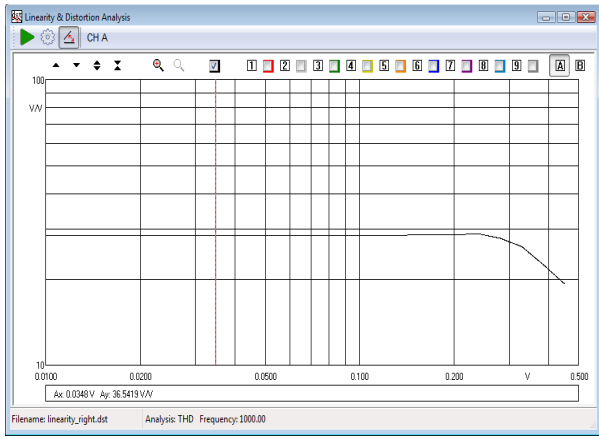 Linearity & Distortion Analysis
CH A
1 2 3 4 5 6 7 8 9 A B
100
V/V
10
0.0100 0.0200 0.0500 0.100 0.200 V 0.500
Ax: 0.0348 V Ay: 36.5419 V/V
Filename: linearity_right.dst Analysis: THD Frequency: 1000.00